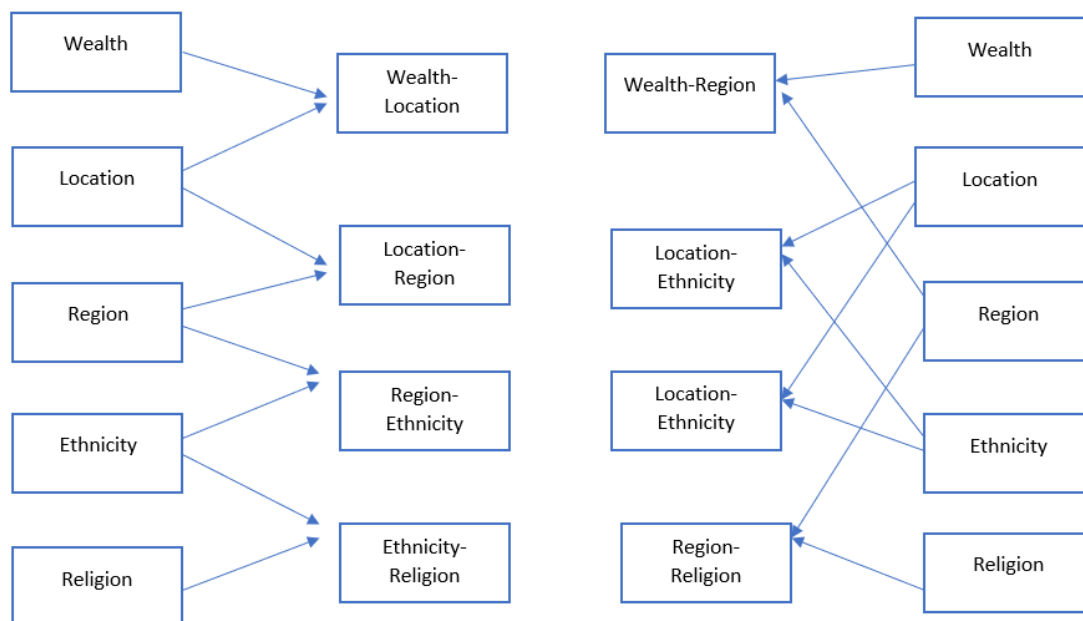 Wealth
Location
Region
Ethnicity
Religion
Wealth-
Location
Location-
Region
Region-
Ethnicity
Ethnicity-
Religion
Wealth-Region
Location-
Ethnicity
Location-
Ethnicity
Region-
Religion
Wealth
Location
Region
Ethnicity
Religion